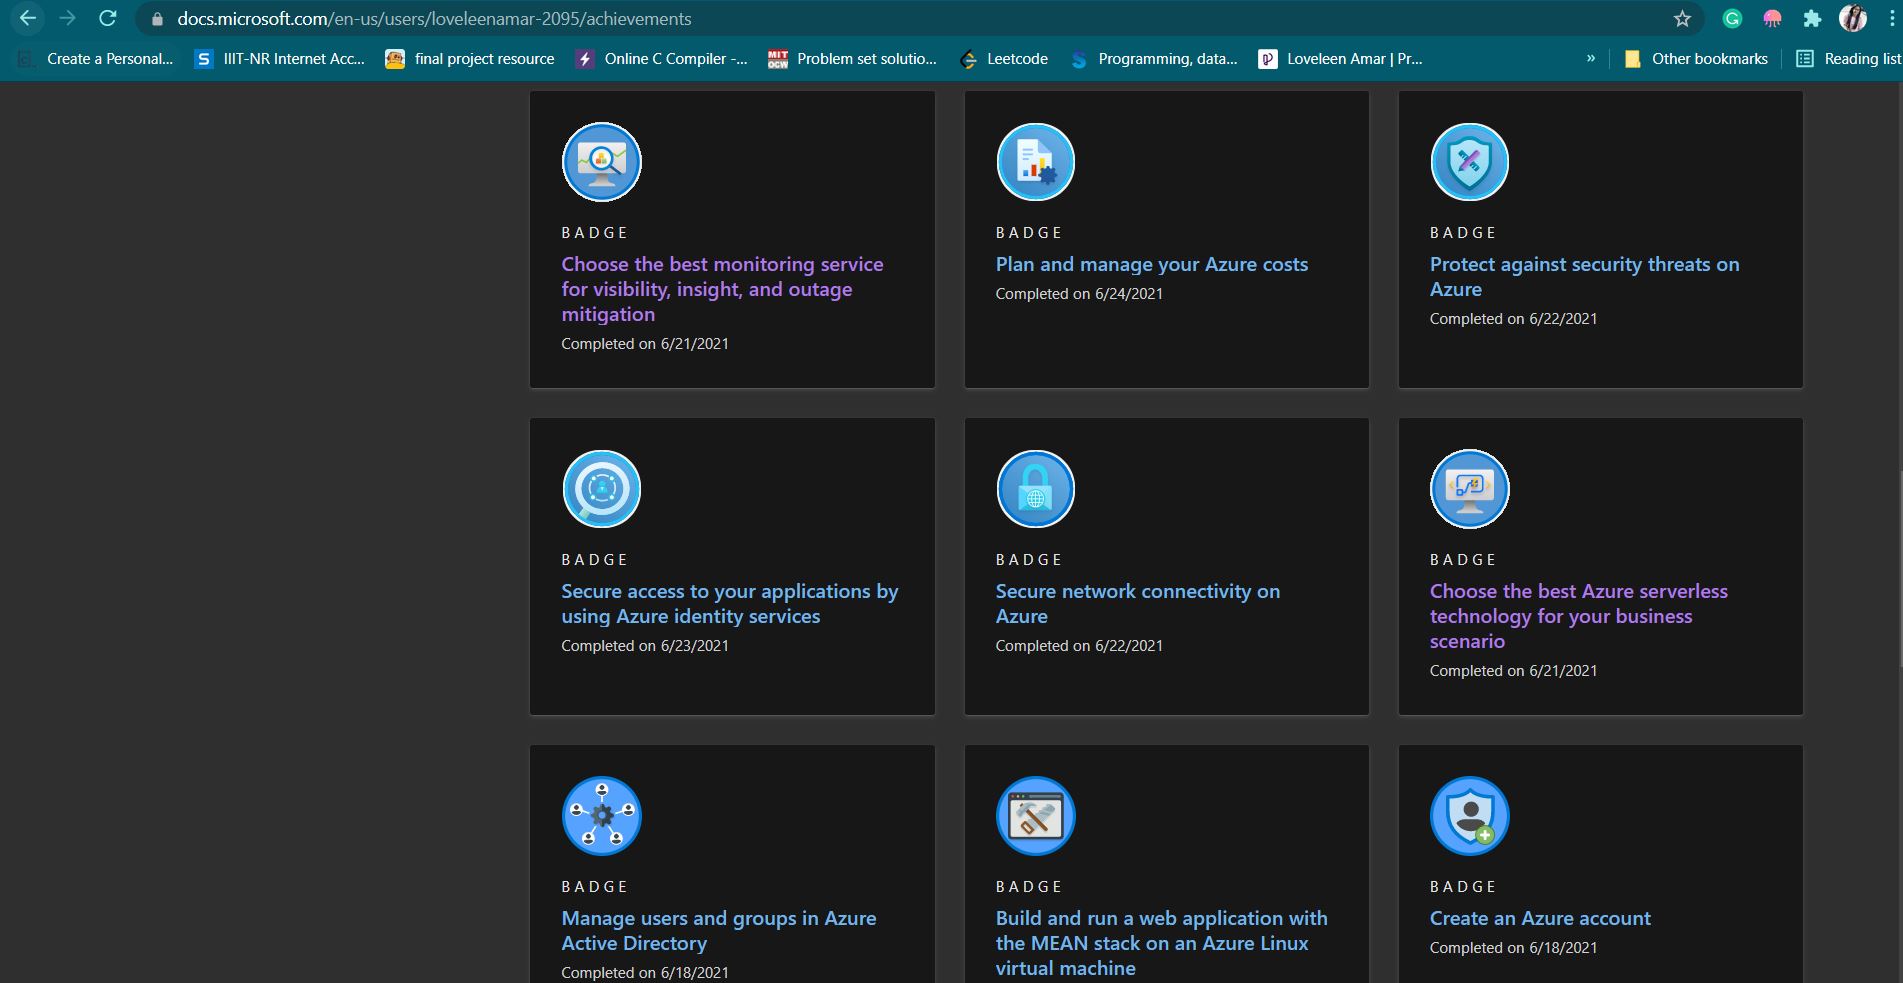 docs.microsoft.com/en-us/users/loveleenamar-2095/achievements
Create a Personal... IIIT-NR Internet Acc... final project resource Online C Compiler -... MIT OCW Problem set solutio... Leetcode Programming, data... Loveleen Amar | Pr... » Other bookmarks Reading list
BADGE
Choose the best monitoring service
for visibility, insight, and outage
mitigation
Completed on 6/21/2021
BADGE
Plan and manage your Azure costs
Completed on 6/24/2021
BADGE
Protect against security threats on
Azure
Completed on 6/22/2021
BADGE
Secure access to your applications by
using Azure identity services
Completed on 6/23/2021
BADGE
Secure network connectivity on
Azure
Completed on 6/22/2021
BADGE
Choose the best Azure serverless
technology for your business
scenario
Completed on 6/21/2021
BADGE
Manage users and groups in Azure
Active Directory
Completed on 6/18/2021
BADGE
Build and run a web application with
the MEAN stack on an Azure Linux
virtual machine
BADGE
Create an Azure account
Completed on 6/18/2021